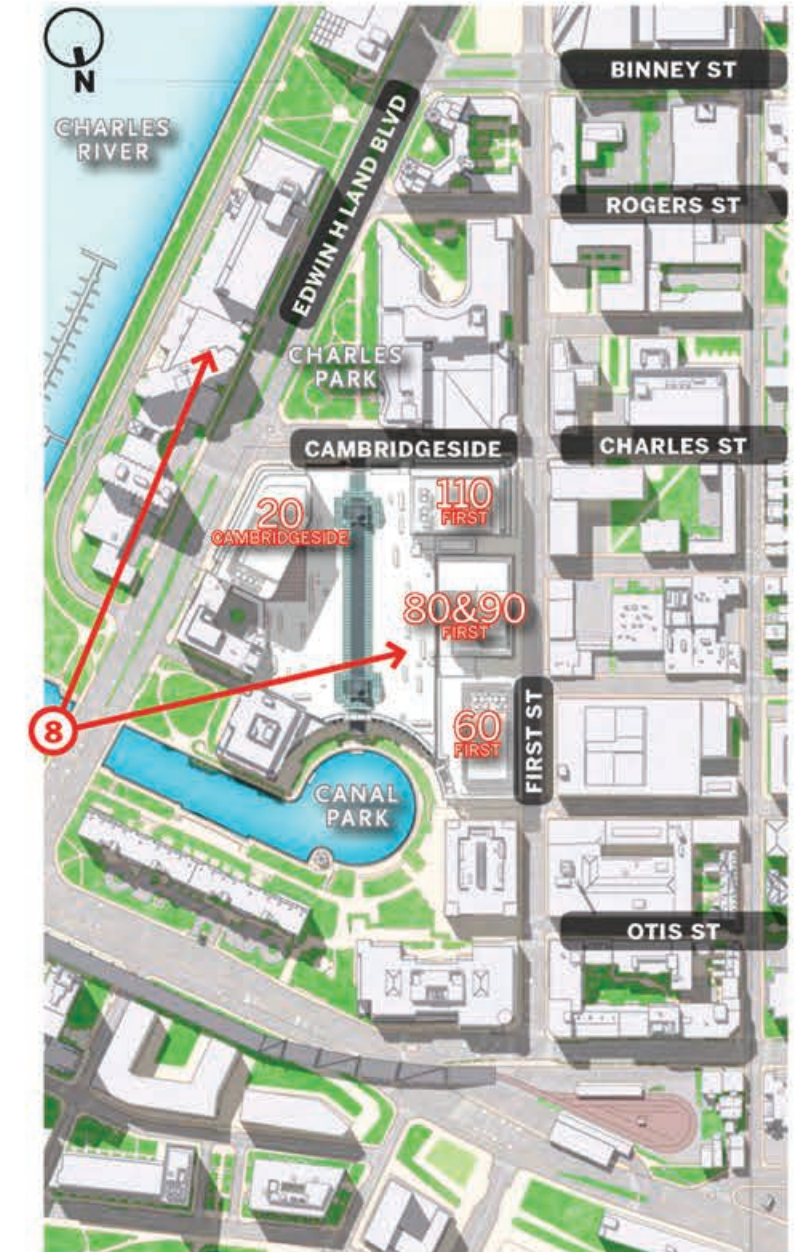 N
CHARLES
RIVER
BINNEY ST
EDWIN H LAND BLVD
ROGERS ST
CHARLES
PARK
CAMBRIDGESIDE
CHARLES ST
20
CAMBRIDGESIDE
110
FIRST
80&90
FIRST
8
60
FIRST
FIRST ST
CANAL
PARK
OTIS ST